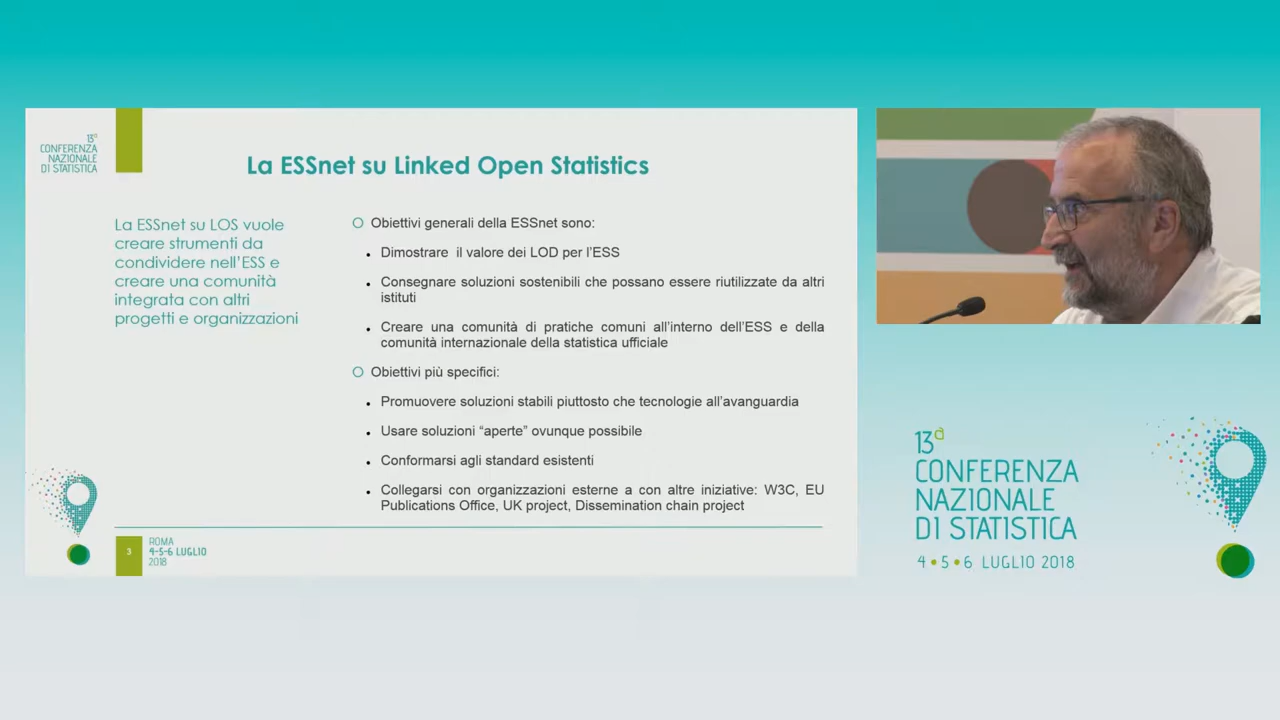 13ª
CONFERENZA
NAZIONALE
DI STATISTICA
La ESSnet su Linked Open Statistics
La ESSnet su LOS vuole
creare strumenti da
condividere nell'ESS e
creare una comunità
integrata con altri
progetti e organizzazioni
Obiettivi generali della ESSnet sono:
• Dimostrare il valore dei LOD per l'ESS
• Consegnare soluzioni sostenibili che possano essere riutilizzate da altri
istituti
• Creare una comunità di pratiche comuni all'interno dell'ESS e della
comunità internazionale della statistica ufficiale
Obiettivi più specifici:
• Promuovere soluzioni stabili piuttosto che tecnologie all'avanguardia
• Usare soluzioni “aperte” ovunque possibile
• Conformarsi agli standard esistenti
• Collegarsi con organizzazioni esterne a con altre iniziative: W3C, EU
Publications Office, UK project, Dissemination chain project
3
ROMA
4-5-6 LUGLIO
2018
13ª
CONFERENZA
NAZIONALE
DI STATISTICA
4 • 5 • 6 LUGLIO 2018